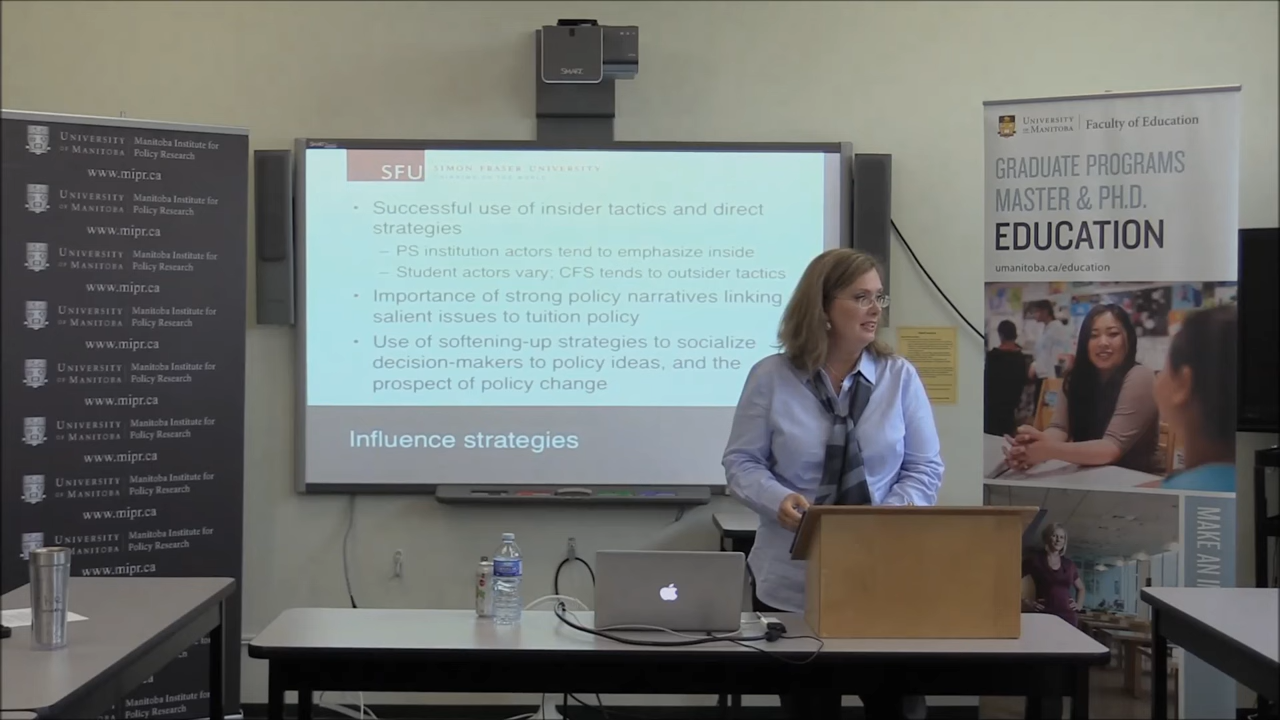 UNIVERSITY OF MANITOBA
Manitoba Institute for
Policy Research
www.mipr.ca
UNIVERSITY OF MANITOBA
Manitoba Institute for
Policy Research
www.mipr.ca
UNIVERSITY OF MANITOBA
Manitoba Institute for
Policy Research
www.mipr.ca
UNIVERSITY OF MANITOBA
Manitoba Institute for
Policy Research
www.mipr.ca
UNIVERSITY OF MANITOBA
Manitoba Institute for
Policy Research
www.mipr.ca
UNIVERSITY OF MANITOBA
Manitoba Institute for
Policy Research
www.mipr.ca
UNIVERSITY OF MANITOBA
Manitoba Institute for
Policy Research
www.mipr.ca
UNIVERSITY OF MANITOBA
Manitoba Institute for
Policy Research
www.mipr.ca
Manitoba Institute for
Policy Research
SMART
SFU SIMON FRASER UNIVERSITY
• Successful use of insider tactics and direct
strategies
– PS institution actors tend to emphasize inside
– Student actors vary; CFS tends to outsider tactics
• Importance of strong policy narratives linking
salient issues to tuition policy
• Use of softening-up strategies to socialize
decision-makers to policy ideas, and the
prospect of policy change
Influence strategies
UNIVERSITY OF MANITOBA
Faculty of Education
GRADUATE PROGRAMS
MASTER & PH.D.
EDUCATION
umanitoba.ca/education
MAKE AN